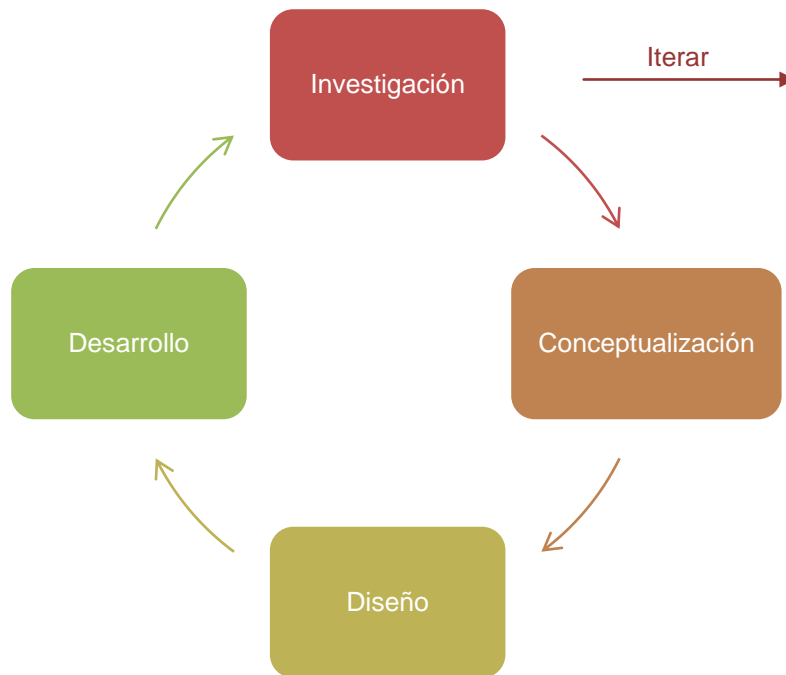 Investigación
Iterar
Desarrollo
Conceptualización
Diseño